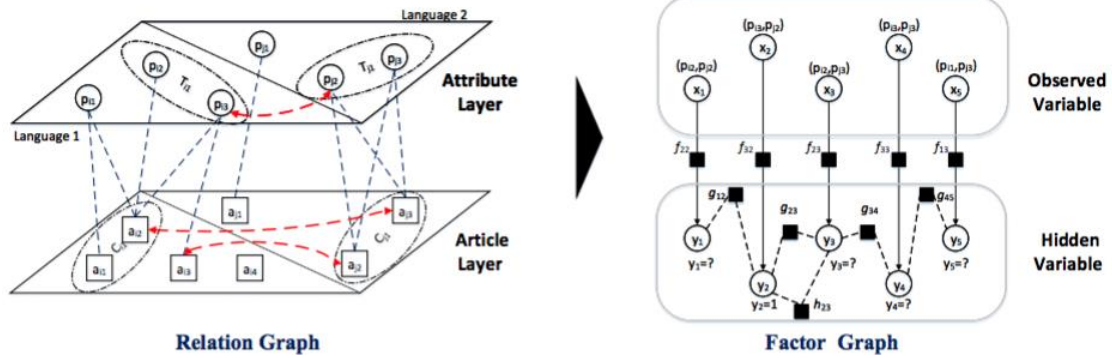 Language 2
p_j1
p_i2
T_i1
p_j2
T_j1
p_j3
p_i1
p_i3
Attribute
Layer
Language 1
a_i1
a_i2
C_i1
a_i3
a_j1
a_i4
a_j2
C_j1
a_j3
Article
Layer
Relation Graph
(p_i3,p_j2)
x_2
(p_i3,p_j3)
x_4
(p_i2,p_j2)
x_1
(p_i2,p_j3)
x_3
(p_i1,p_j3)
x_5
Observed
Variable
f_22
f_32
f_23
f_33
f_13
g_12
g_23
g_34
g_45
y_1
y_1=?
y_2
y_2=1
y_3
y_3=?
h_23
y_4
y_4=?
y_5
y_5=?
Hidden
Variable
Factor Graph